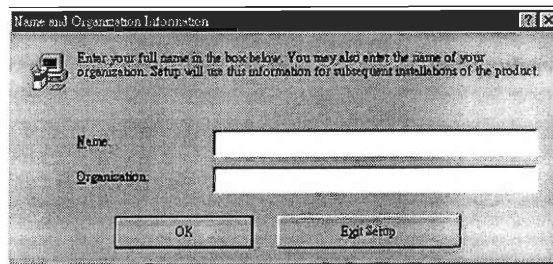 Name and Organization Information
Enter your full name in the box below. You may also enter the name of your
organization. Setup will use this information for subsequent installations of the product.
Name:
Organization:
OK
Exit Setup